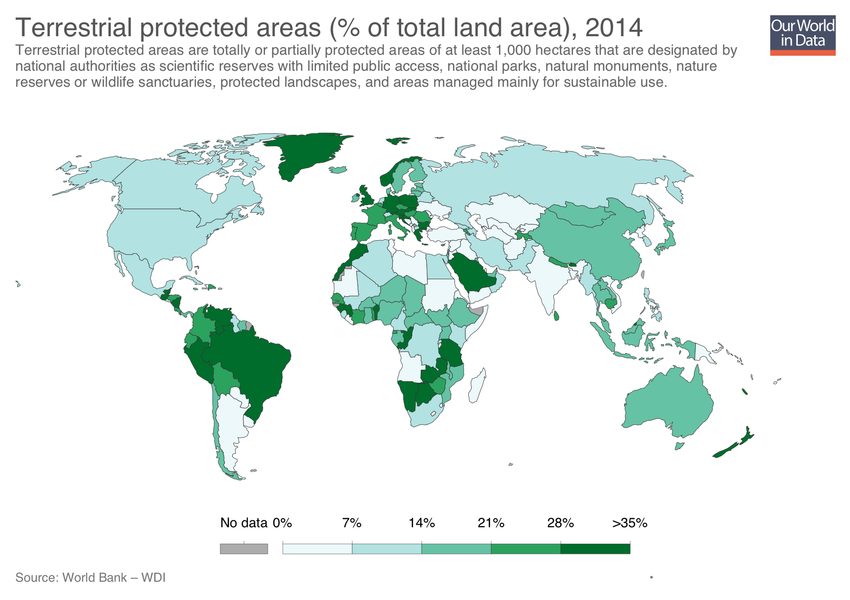 Terrestrial protected areas (% of total land area), 2014
Our World
in Data
Terrestrial protected areas are totally or partially protected areas of at least 1,000 hectares that are designated by
national authorities as scientific reserves with limited public access, national parks, natural monuments, nature
reserves or wildlife sanctuaries, protected landscapes, and areas managed mainly for sustainable use.
No data 0% 7% 14% 21% 28% >35%
Source: World Bank – WDI